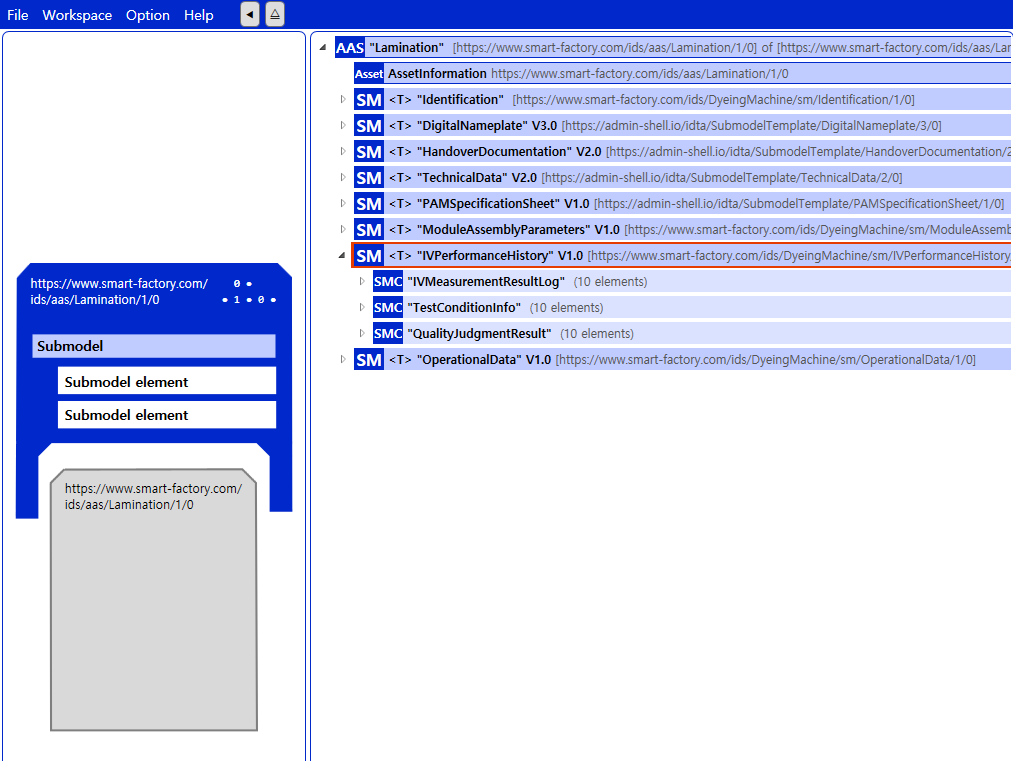 File Workspace Option Help
AAS "Lamination" [https://www.smart-factory.com/ids/aas/Lamination/1/0] of [https://www.smart-factory.com/ids/aas/Lar
Asset AssetInformation https://www.smart-factory.com/ids/aas/Lamination/1/0
SM <T> "Identification" [https://www.smart-factory.com/ids/DyeingMachine/sm/Identification/1/0]
SM <T> "DigitalNameplate" V3.0 [https://admin-shell.io/idta/SubmodelTemplate/DigitalNameplate/3/0]
SM <T> "HandoverDocumentation" V2.0 [https://admin-shell.io/idta/SubmodelTemplate/HandoverDocumentation/2
SM <T> "TechnicalData" V2.0 [https://admin-shell.io/idta/SubmodelTemplate/TechnicalData/2/0]
SM <T> "PAMSpecificationSheet" V1.0 [https://admin-shell.io/idta/SubmodelTemplate/PAMSpecificationSheet/1/0]
SM <T> "ModuleAssemblyParameters" V1.0 [https://www.smart-factory.com/ids/DyeingMachine/sm/ModuleAssemb
SM <T> "IVPerformanceHistory" V1.0 [https://www.smart-factory.com/ids/DyeingMachine/sm/IVPerformanceHistory
SMC "IVMeasurementResultLog" (10 elements)
SMC "TestConditionInfo" (10 elements)
SMC "QualityJudgmentResult" (10 elements)
SM <T> "OperationalData" V1.0 [https://www.smart-factory.com/ids/DyeingMachine/sm/OperationalData/1/0]
https://www.smart-factory.com/ 0 •
ids/aas/Lamination/1/0 • 1 • 0 •
Submodel
Submodel element
Submodel element
https://www.smart-factory.com/
ids/aas/Lamination/1/0